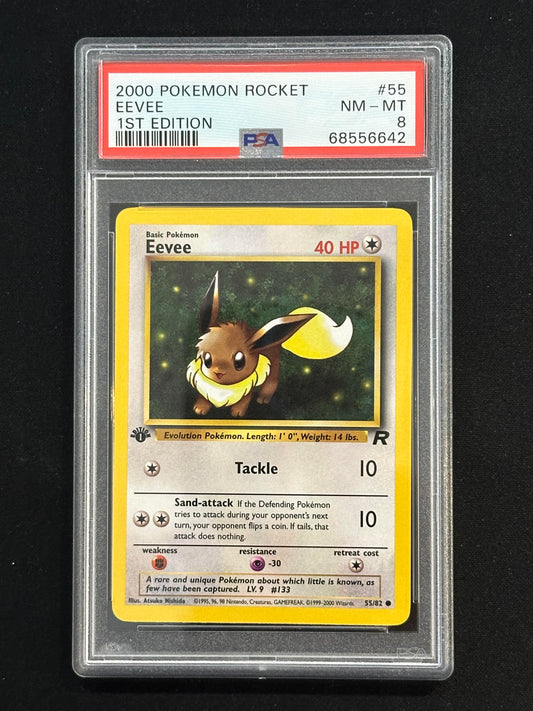 2000 POKEMON ROCKET #55
EEVEE NM - MT
1ST EDITION 8
PSA 68556642
Basic Pokémon
Eevee 40 HP
EDITION
1
Evolution Pokémon. Length: 1' 0", Weight: 14 lbs.
R
Tackle 10
Sand-attack If the Defending Pokémon
tries to attack during your opponent's next
turn, your opponent flips a coin. If tails, that
attack does nothing.
10
weakness resistance retreat cost
-30
A rare and unique Pokémon about which little is known, as
few have been captured. LV. 9 #133
Illus. Atsuko Nishida ©1995, 96, 98 Nintendo, Creatures, GAMEFREAK. ©1999-2000 Wizards. 55/82
PSA